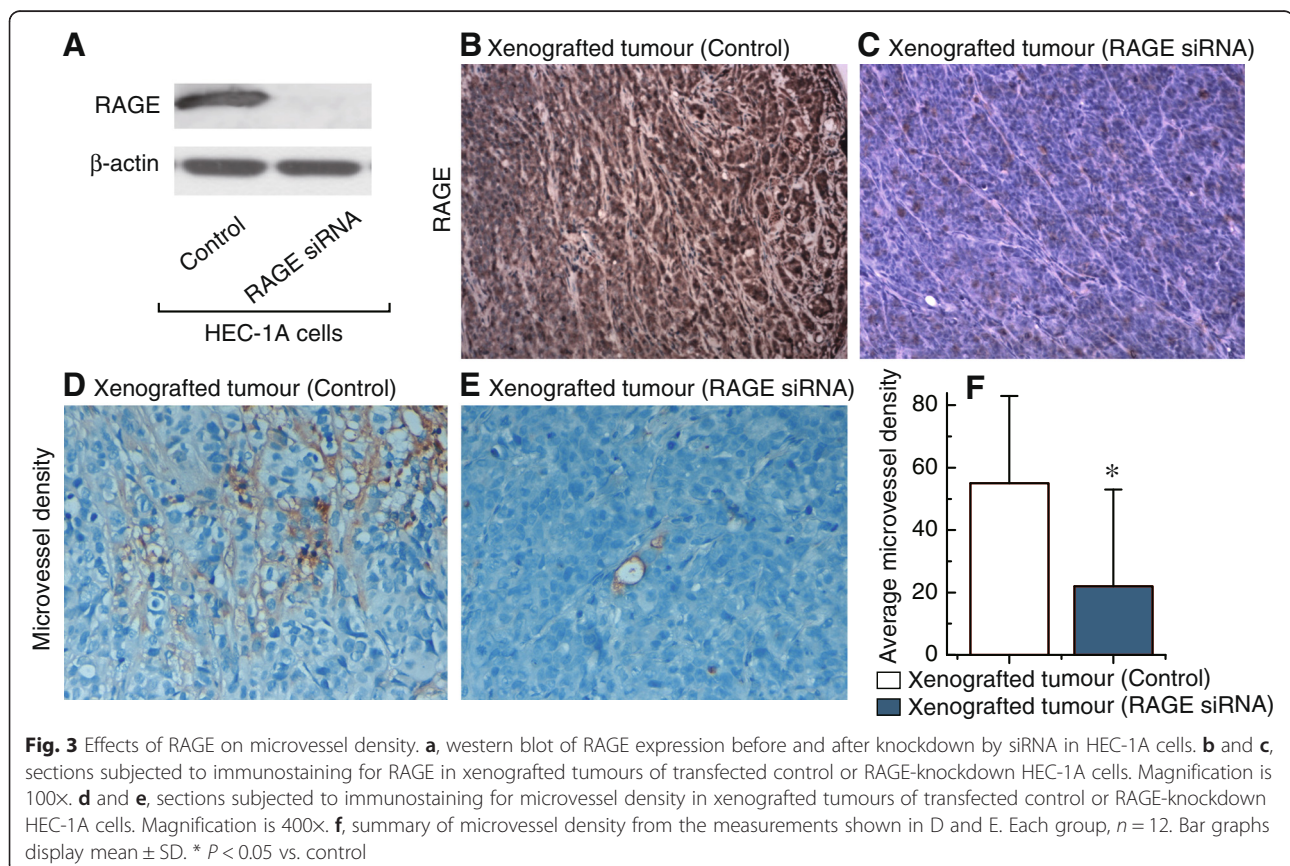 A
RAGE
β-actin
Control
RAGE siRNA
HEC-1A cells
B Xenografted tumour (Control)
RAGE
C Xenografted tumour (RAGE siRNA)
D Xenografted tumour (Control)
Microvessel density
E Xenografted tumour (RAGE siRNA)
F
Average microvessel density
80
60
40
20
0
*
Xenografted tumour (Control)
Xenografted tumour (RAGE siRNA)
Fig. 3 Effects of RAGE on microvessel density. a, western blot of RAGE expression before and after knockdown by siRNA in HEC-1A cells. b and c,
sections subjected to immunostaining for RAGE in xenografted tumours of transfected control or RAGE-knockdown HEC-1A cells. Magnification is
100×. d and e, sections subjected to immunostaining for microvessel density in xenografted tumours of transfected control or RAGE-knockdown
HEC-1A cells. Magnification is 400×. f, summary of microvessel density from the measurements shown in D and E. Each group, n = 12. Bar graphs
display mean ± SD. * P < 0.05 vs. control